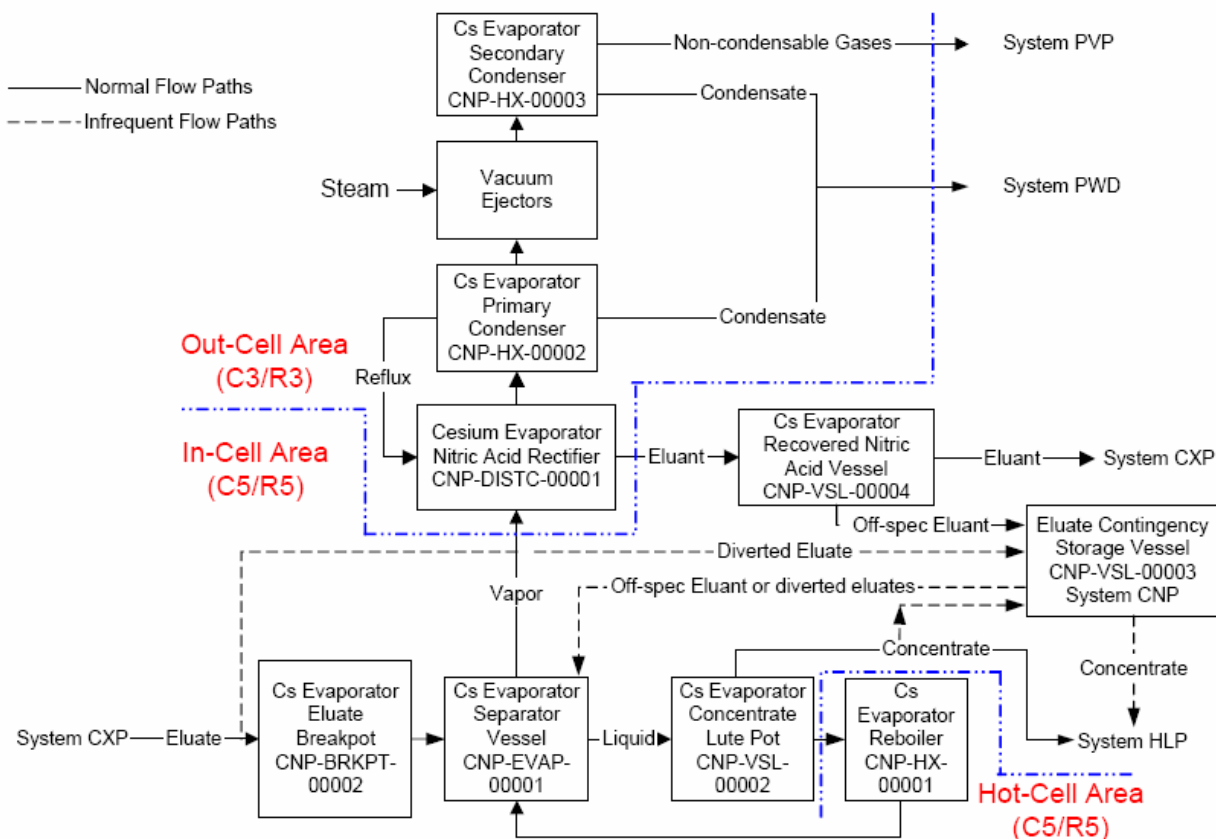 Cs Evaporator
Secondary
Condenser
CNP-HX-00003
Non-condensable Gases
System PVP
Normal Flow Paths
Condensate
Infrequent Flow Paths
Steam
Vacuum
Ejectors
System PWD
Cs Evaporator
Primary
Condenser
CNP-HX-00002
Condensate
Out-Cell Area
(C3/R3)
Reflux
In-Cell Area
(C5/R5)
Cesium Evaporator
Nitric Acid Rectifier
CNP-DISTC-00001
Eluant
Cs Evaporator
Recovered Nitric
Acid Vessel
CNP-VSL-00004
Eluant
System CXP
Off-spec Eluant
Eluate Contingency
Storage Vessel
CNP-VSL-00003
System CNP
Diverted Eluate
Vapor
Off-spec Eluant or diverted eluates
Concentrate
Concentrate
System CXP
Eluate
Cs Evaporator
Eluate
Breakpot
CNP-BRKPT-
00002
Cs Evaporator
Separator
Vessel
CNP-EVAP-
00001
Liquid
Cs Evaporator
Concentrate
Lute Pot
CNP-VSL-
00002
Cs
Evaporator
Reboiler
CNP-HX-
00001
System HLP
Hot-Cell Area
(C5/R5)